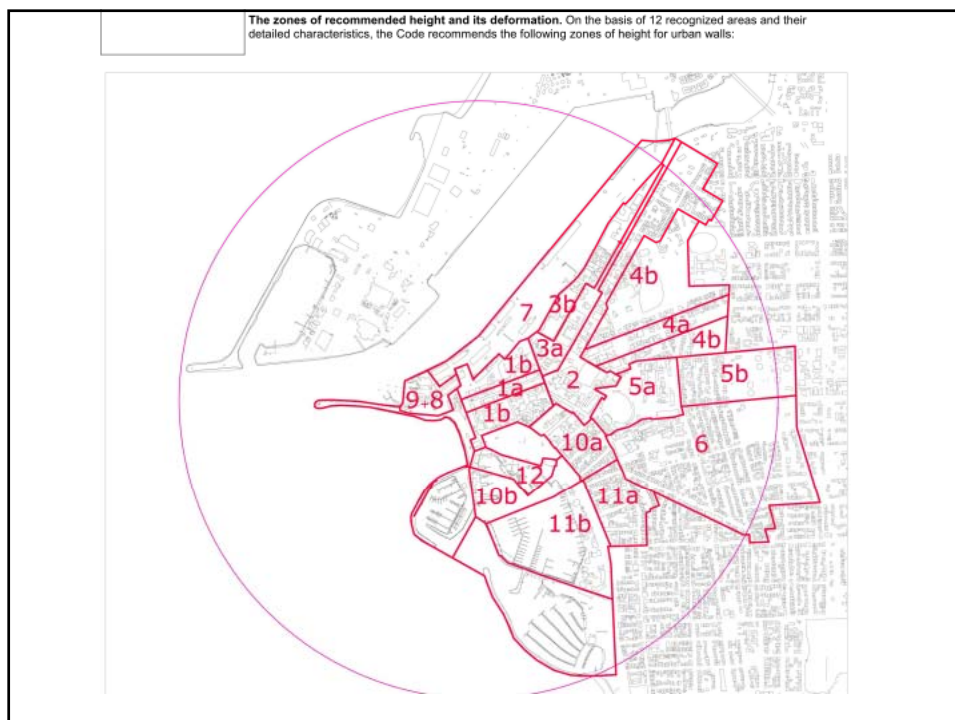 The zones of recommended height and its deformation. On the basis of 12 recognized areas and their
detailed characteristics, the Code recommends the following zones of height for urban walls:
4b
7
3b
4a
4b
3a
1b
2
5a
5b
1a
9+8
1b
10a
6
12
10b
11a
11b